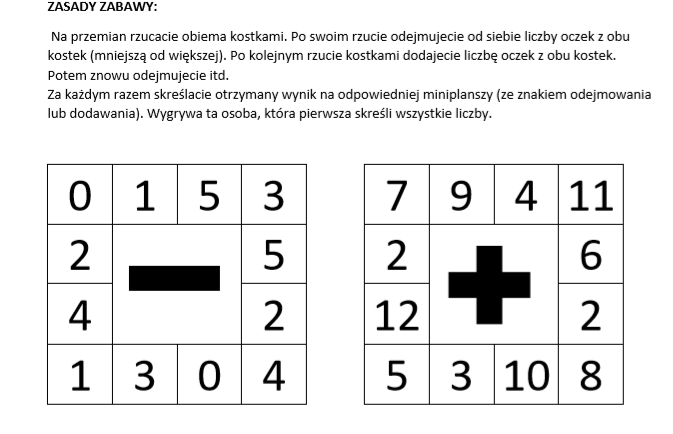 ZASADY ZABAWY:
Na przemian rzucacie obiema kostkami. Po swoim rzucie odejmujecie od siebie liczby oczek z obu
kostek (mniejszą od większej). Po kolejnym rzucie kostkami dodajecie liczbę oczek z obu kostek.
Potem znowu odejmujecie itd.
Za każdym razem skreślacie otrzymany wynik na odpowiedniej miniplanszy (ze znakiem odejmowania
lub dodawania). Wygrywa ta osoba, która pierwsza skreśli wszystkie liczby.
0 1 5 3
2 5
4 2
1 3 0 4
7 9 4 11
2 6
12 2
5 3 10 8